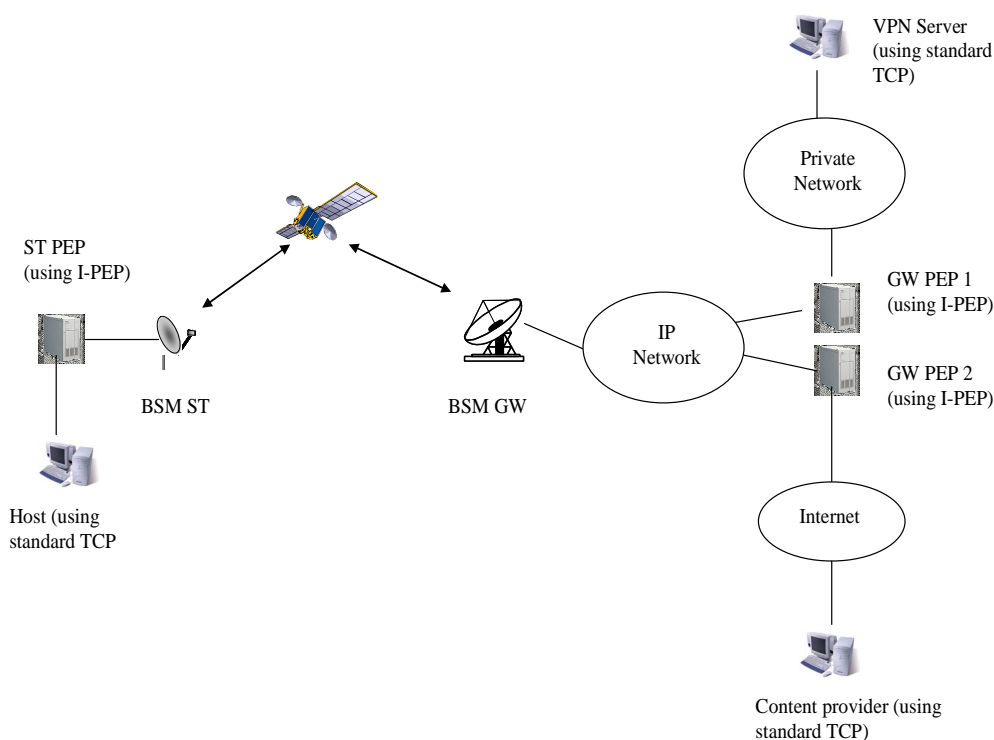 VPN Server
(using standard
TCP)
Private
Network
ST PEP
(using I-PEP)
GW PEP 1
(using I-PEP)
IP
Network
GW PEP 2
(using I-PEP)
BSM ST
BSM GW
Host (using
standard TCP
Internet
Content provider (using
standard TCP)